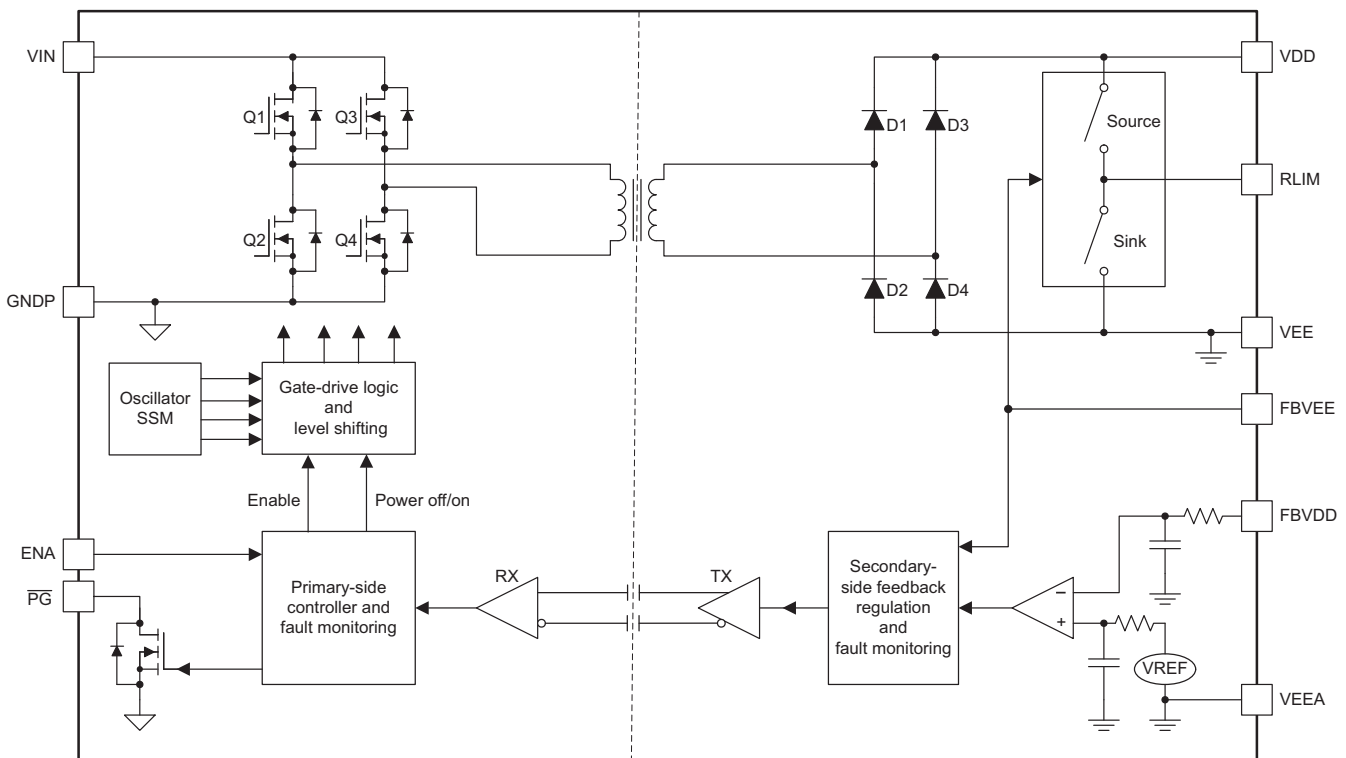 VIN
VDD
Q1
Q3
D1
D3
Source
RLIM
Q2
Q4
Sink
GNDP
D2
D4
VEE
Oscillator
SSM
Gate-drive logic
and
level shifting
FBVEE
Enable
Power off/on
FBVDD
ENA
PG
Primary-side
controller and
fault monitoring
RX
TX
Secondary-
side feedback
regulation
and
fault monitoring
–
+
VREF
VEEA